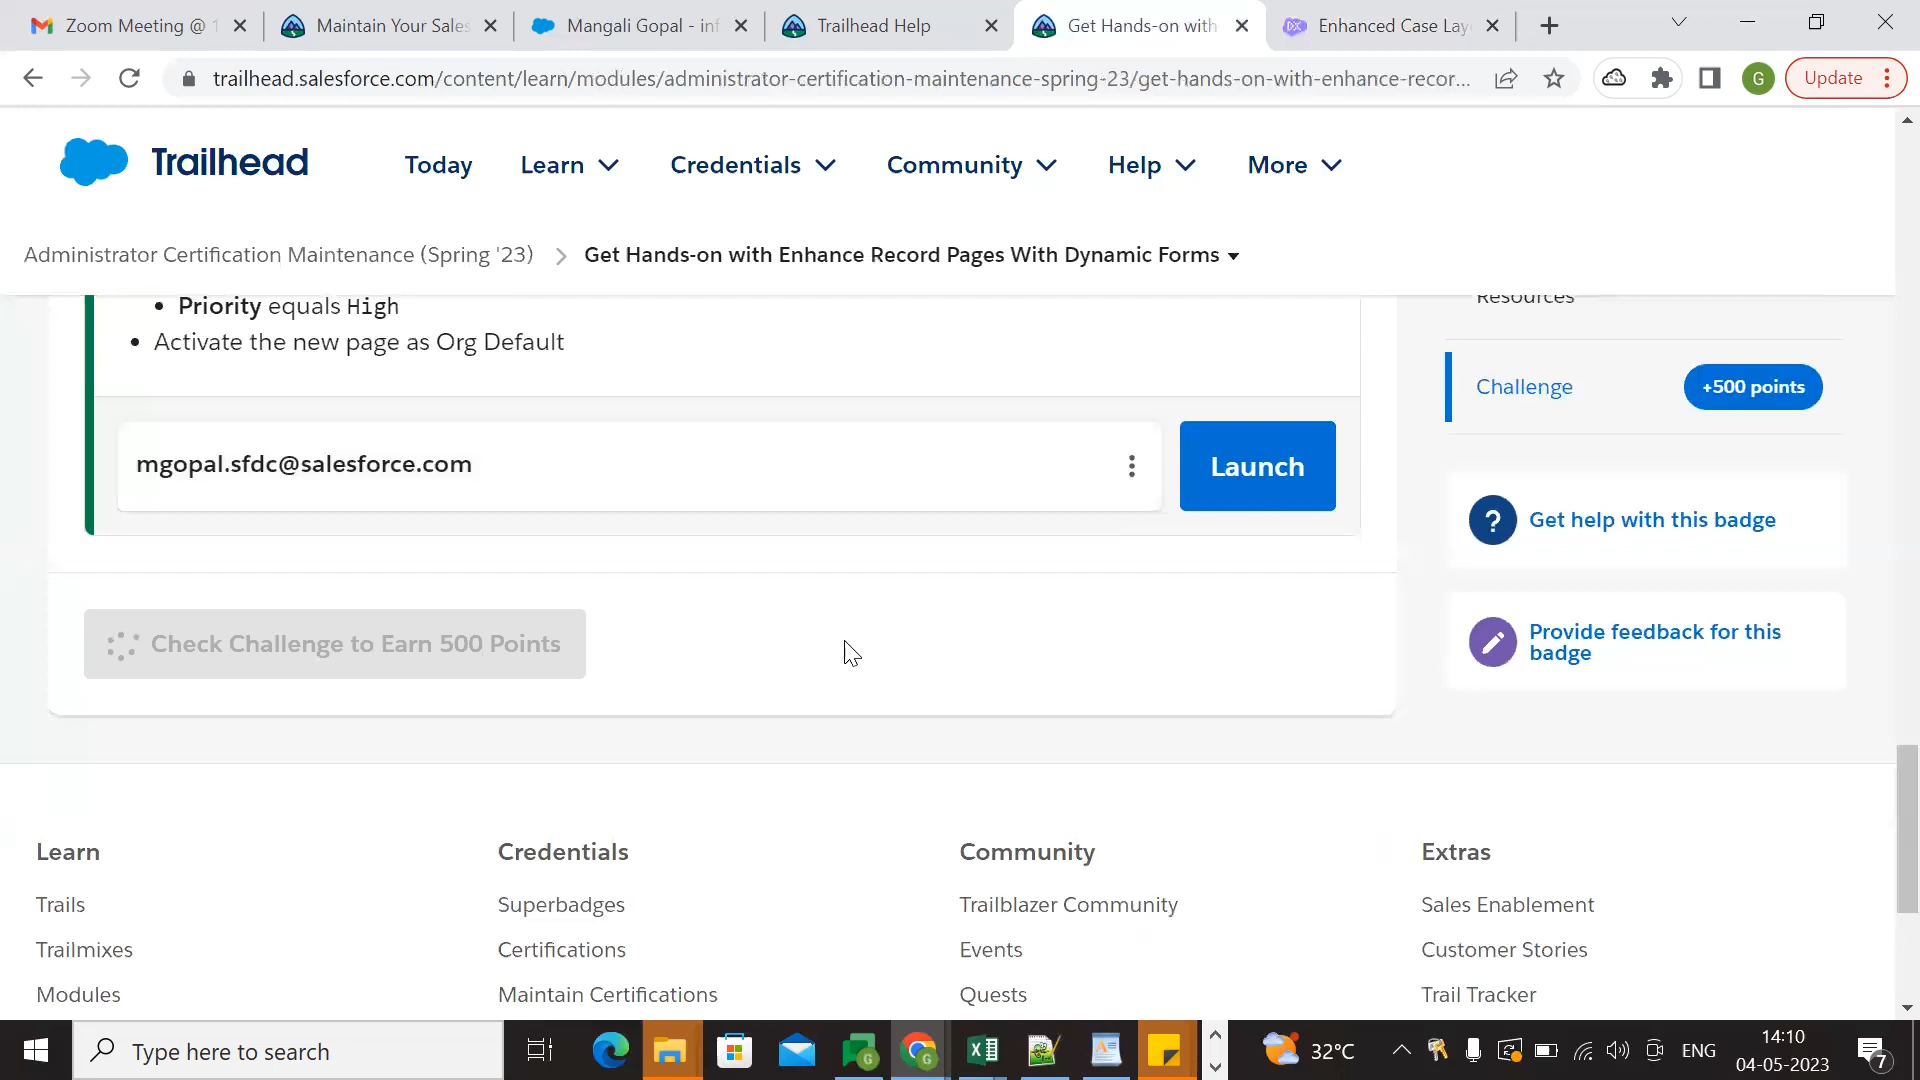 Zoom Meeting @ 1
Maintain Your Sales
Mangali Gopal - inf
Trailhead Help
Get Hands-on with
Enhanced Case Lay
trailhead.salesforce.com/content/learn/modules/administrator-certification-maintenance-spring-23/get-hands-on-with-enhance-recor...
G
Update
Trailhead
Today
Learn
Credentials
Community
Help
More
Administrator Certification Maintenance (Spring '23)
Get Hands-on with Enhance Record Pages With Dynamic Forms
• Priority equals High
• Activate the new page as Org Default
Resources
Challenge
+500 points
mgopal.sfdc@salesforce.com
Launch
Get help with this badge
Check Challenge to Earn 500 Points
Provide feedback for this
badge
Learn
Credentials
Community
Extras
Trails
Superbadges
Trailblazer Community
Sales Enablement
Trailmixes
Certifications
Events
Customer Stories
Modules
Maintain Certifications
Quests
Trail Tracker
Type here to search
32°C
ENG
14:10
04-05-2023
7